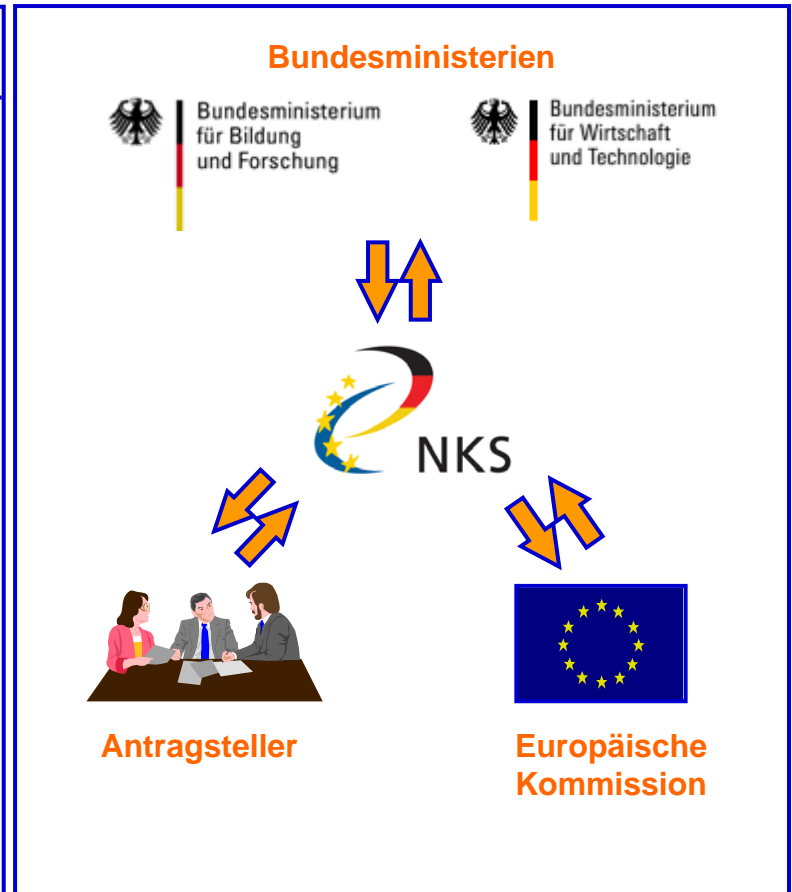 Bundesministerien
Bundesministerium
für Bildung
und Forschung
Bundesministerium
für Wirtschaft
und Technologie
NKS
Antragsteller
Europäische
Kommission